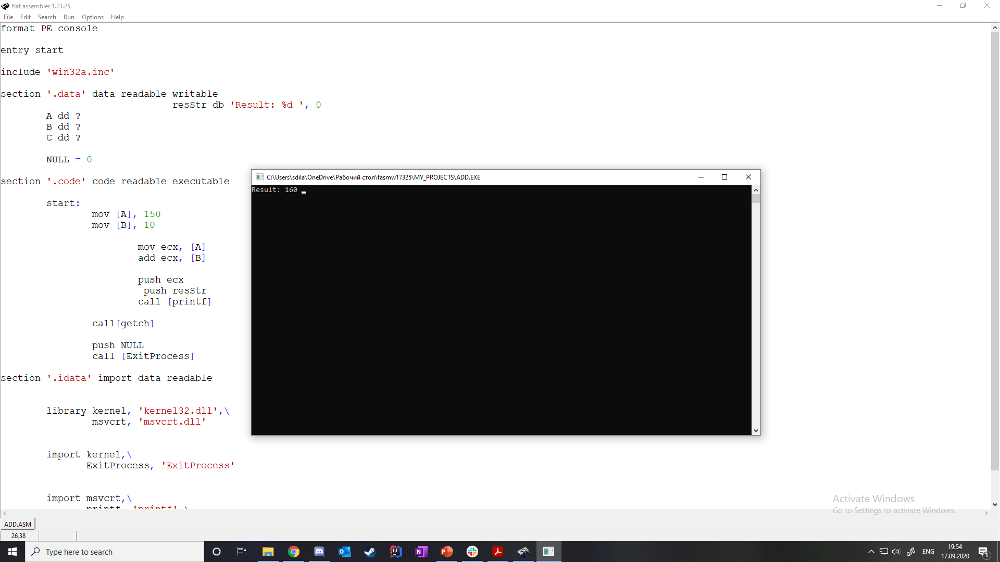 flat assembler 1.73.25
File Edit Search Run Options Help
format PE console
entry start
include 'win32a.inc'
section '.data' data readable writable
resStr db 'Result: %d ', 0
A dd ?
B dd ?
C dd ?
NULL = 0
section '.code' code readable executable
start:
mov [A], 150
mov [B], 10
mov ecx, [A]
add ecx, [B]
push ecx
push resStr
call [printf]
call[getch]
push NULL
call [ExitProcess]
section '.idata' import data readable
library kernel, 'kernel32.dll',\
msvcrt, 'msvcrt.dll'
import kernel,\
ExitProcess, 'ExitProcess'
import msvcrt,\
printf, 'printf',\
C:\Users\sdila\OneDrive\Рабочий стол\fasmw17325\MY_PROJECTS\ADD.EXE
Result: 160
Activate Windows
Go to Settings to activate Windows.
ADD.ASM
26,38
Type here to search
ENG
19:54
17.09.2020
1